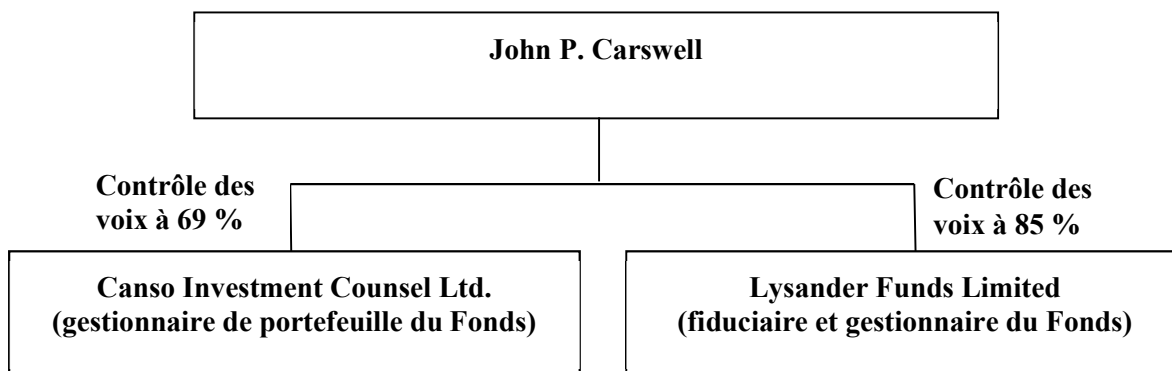 John P. Carswell
Contrôle des
voix à 69 %
Contrôle des
voix à 85 %
Canso Investment Counsel Ltd.
(gestionnaire de portefeuille du Fonds)
Lysander Funds Limited
(fiduciaire et gestionnaire du Fonds)